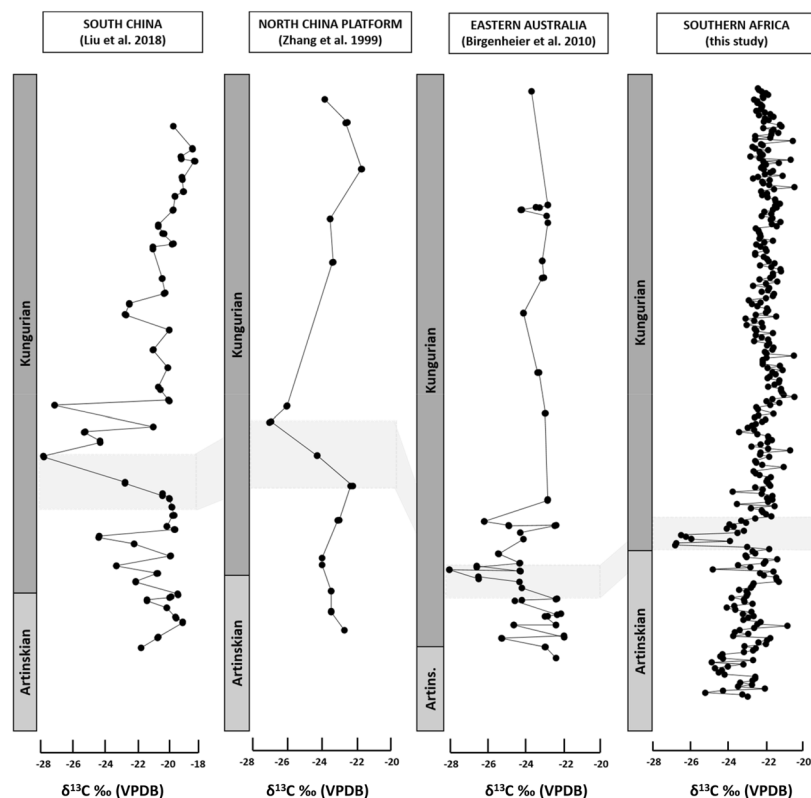 SOUTH CHINA
(Liu et al. 2018)
NORTH CHINA PLATFORM
(Zhang et al. 1999)
EASTERN AUSTRALIA
(Birgenheier et al. 2010)
SOUTHERN AFRICA
(this study)
Kungurian
Artinskian
Kungurian
Artinskian
Kungurian
Artins.
Kungurian
Artinskian
-28 -26 -24 -22 -20 -18
-28 -26 -24 -22 -20
-28 -26 -24 -22 -20
-28 -26 -24 -22 -20
δ¹³C ‰ (VPDB)
δ¹³C ‰ (VPDB)
δ¹³C ‰ (VPDB)
δ¹³C ‰ (VPDB)